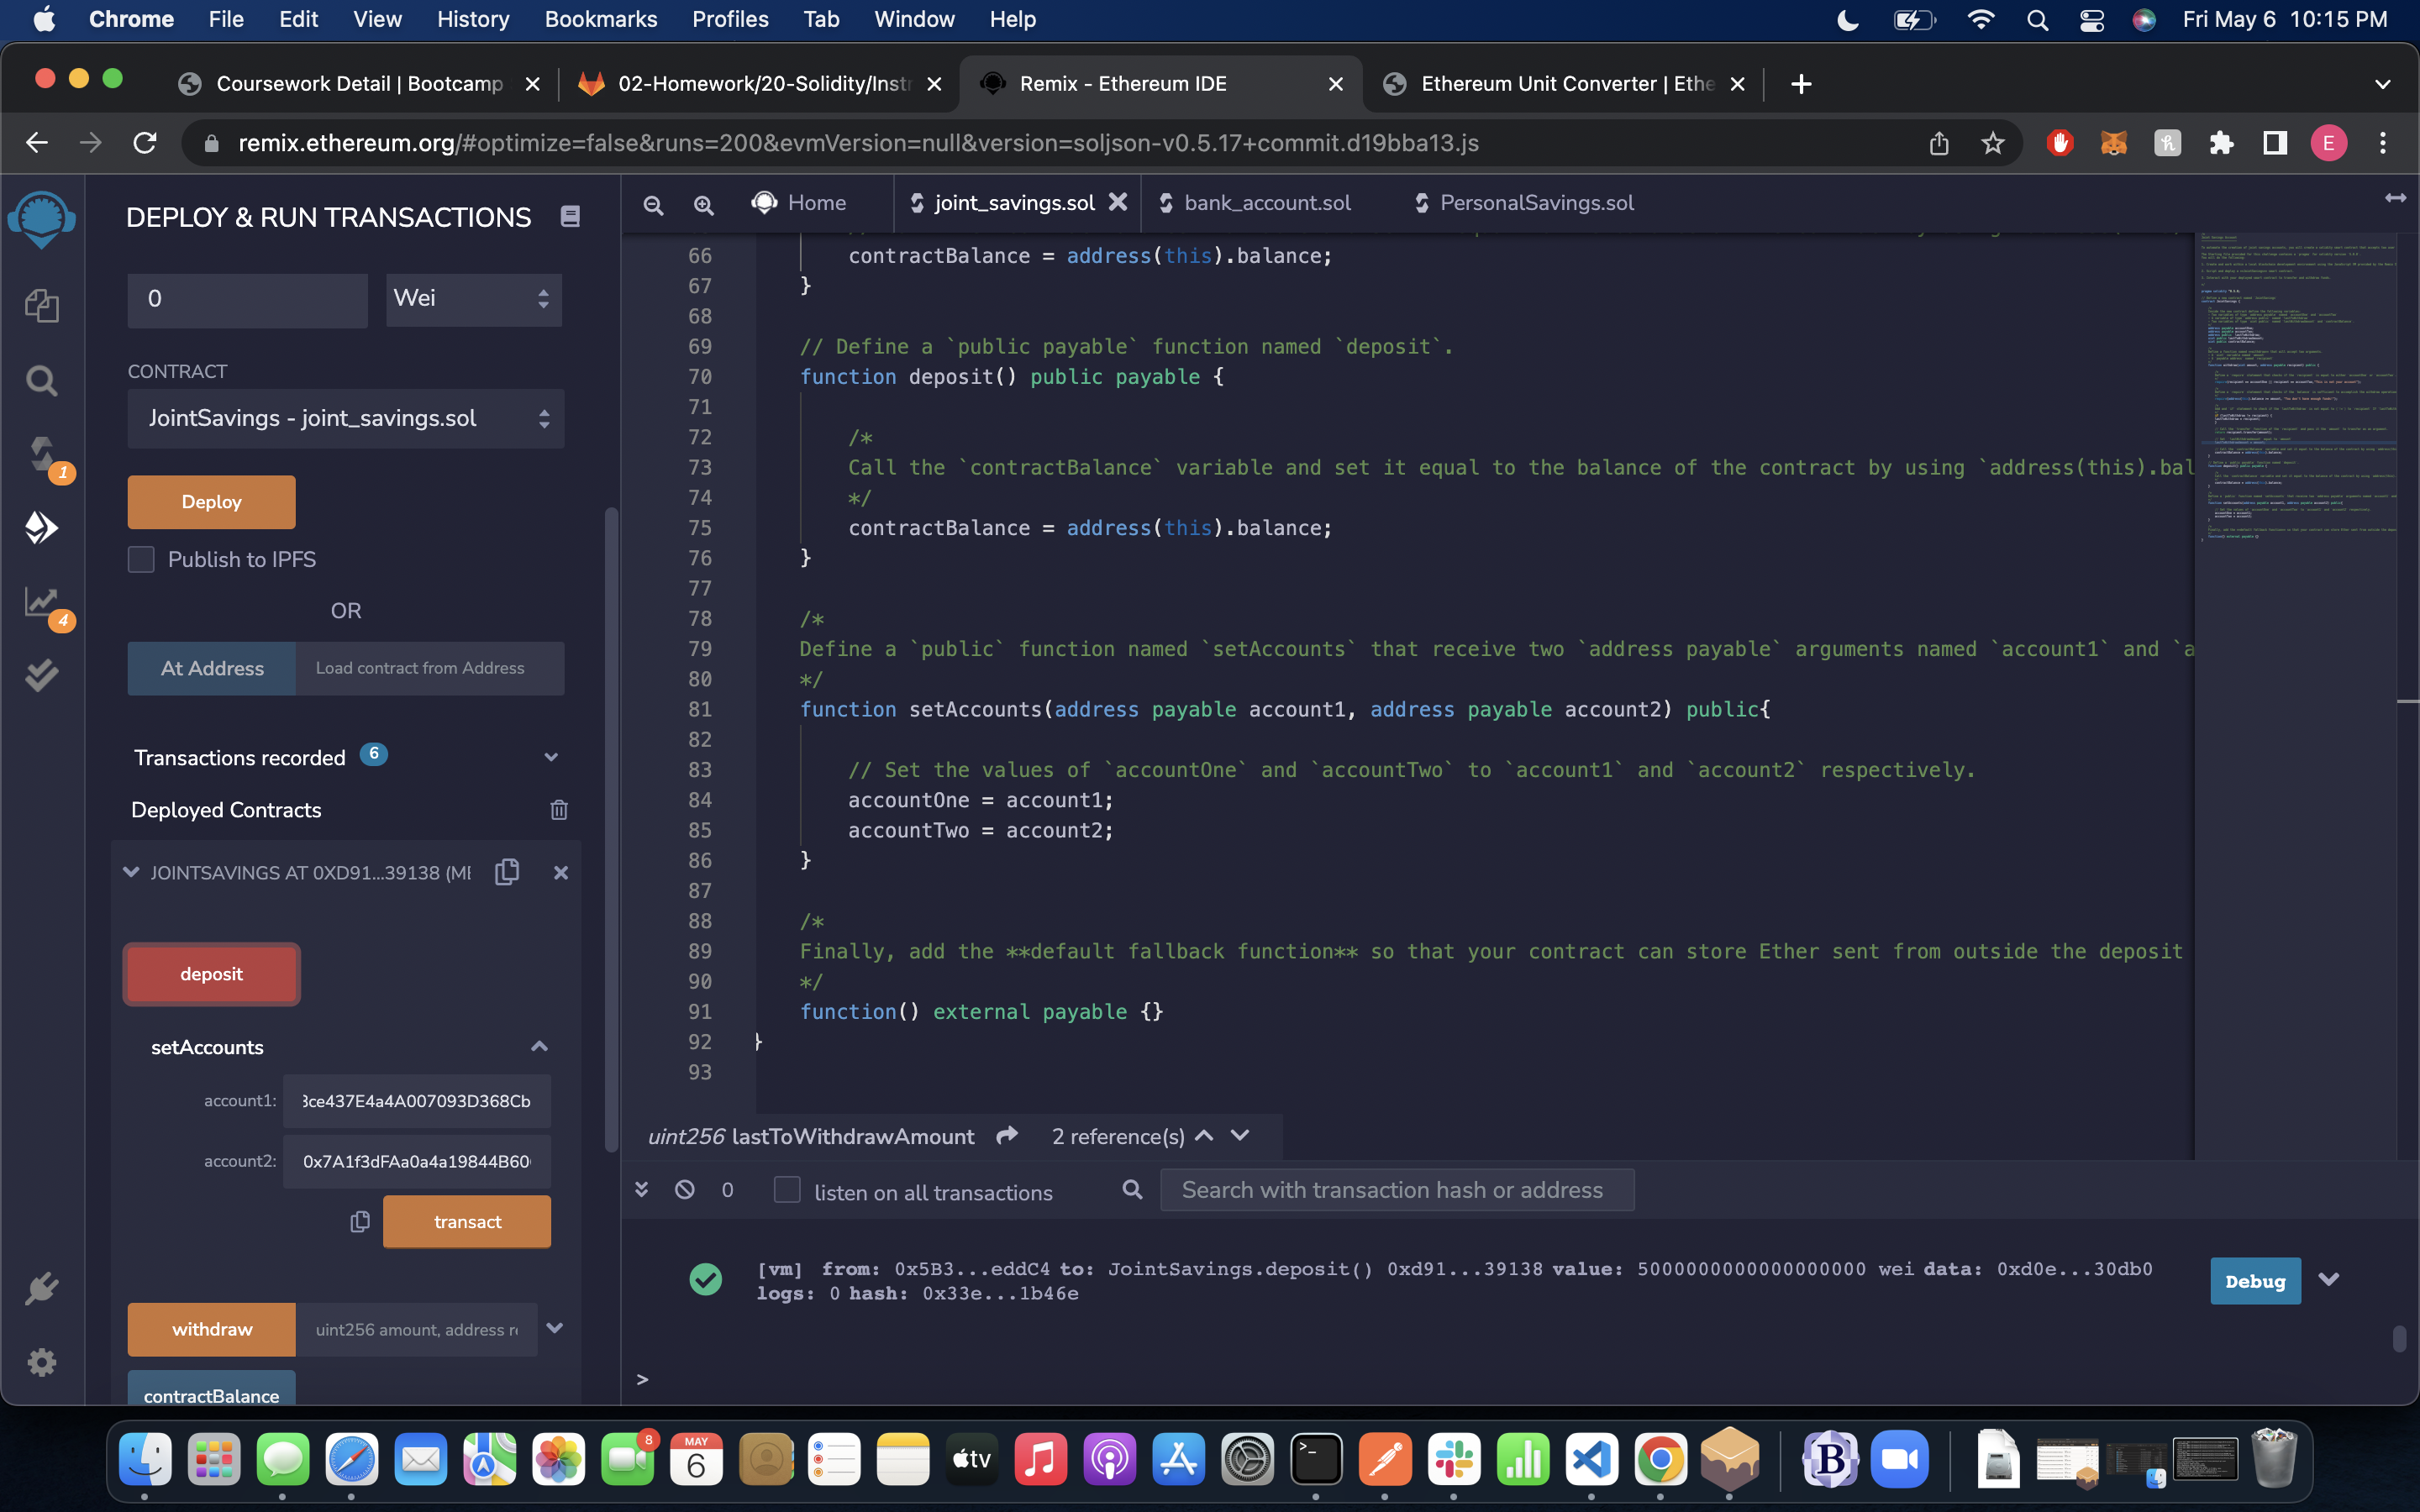 Chrome File Edit View History Bookmarks Profiles Tab Window Help Fri May 6 10:15 PM
Coursework Detail | Bootcamp 02-Homework/20-Solidity/Instr Remix - Ethereum IDE Ethereum Unit Converter | Ethe
remix.ethereum.org/#optimize=false&runs=200&evmVersion=null&version=soljson-v0.5.17+commit.d19bba13.js E
DEPLOY & RUN TRANSACTIONS
0 Wei
CONTRACT
JointSavings - joint_savings.sol
1
Deploy
Publish to IPFS
OR
4
At Address Load contract from Address
Transactions recorded 6
Deployed Contracts
JOINTSAVINGS AT 0XD91...39138 (ME
deposit
setAccounts
account1: 3ce437E4a4A007093D368Cb
account2: 0x7A1f3dFAa0a4a19844B60
transact
withdraw uint256 amount, address r
contractBalance
Home joint_savings.sol bank_account.sol PersonalSavings.sol
66 contractBalance = address(this).balance;
67 }
68
69 // Define a `public payable` function named `deposit`.
70 function deposit() public payable {
71
72 /*
73 Call the `contractBalance` variable and set it equal to the balance of the contract by using `address(this).bal
74 */
75 contractBalance = address(this).balance;
76 }
77
78 /*
79 Define a `public` function named `setAccounts` that receive two `address payable` arguments named `account1` and `a
80 */
81 function setAccounts(address payable account1, address payable account2) public{
82
83 // Set the values of `accountOne` and `accountTwo` to `account1` and `account2` respectively.
84 accountOne = account1;
85 accountTwo = account2;
86 }
87
88 /*
89 Finally, add the **default fallback function** so that your contract can store Ether sent from outside the deposit
90 */
91 function() external payable {}
92 }
93
uint256 lastToWithdrawAmount 2 reference(s)
0 listen on all transactions Search with transaction hash or address
[vm] from: 0x5B3...eddC4 to: JointSavings.deposit() 0xd91...39138 value: 5000000000000000000 wei data: 0xd0e...30db0
logs: 0 hash: 0x33e...1b46e
Debug
>
8
MAY
6
tv
B